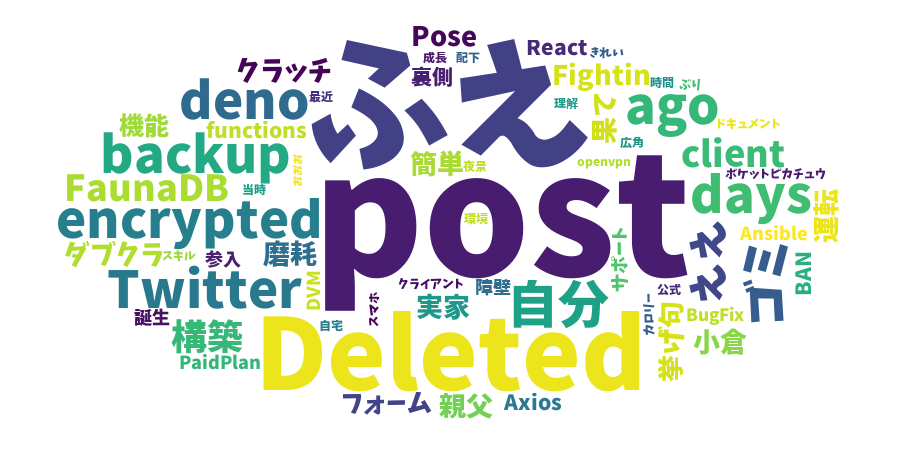 Pose
React
きれい
成長
配下
ふえ
クラッチ
裏側
Fightin
時間
ぶり
deno
最近
理解
ago
果て
ドキュメント
機能
functions
広角
backup
おおお
簡単
夜景
openvpn
client
ポケットピカチュウ
FaunaDB
当時
days
運転
encrypted
post
環境
Ansible
ダブクラ
スキル
参入
磨耗
サポート
ええ
ゴミ
BAN
Twitter
DVM
クライアント
スマホ
実家
障壁
自分
公式
カロリー
誕生
構築
自宅
Deleted
挙げ句
BugFix
小倉
PaidPlan
フォーム
親父
Axios